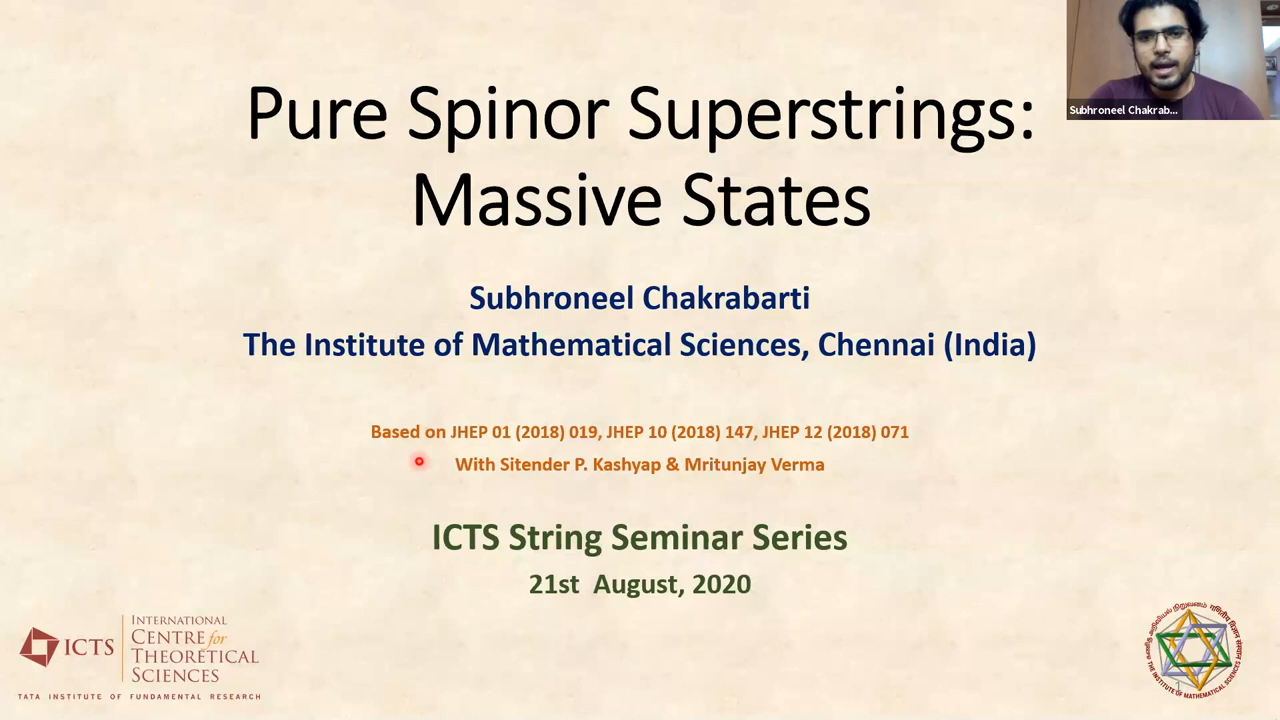 Pure Spinor Superstrings:
Massive States
Subhroneel Chakrab...
Subhroneel Chakrabarti
The Institute of Mathematical Sciences, Chennai (India)
Based on JHEP 01 (2018) 019, JHEP 10 (2018) 147, JHEP 12 (2018) 071
With Sitender P. Kashyap & Mritunjay Verma
ICTS String Seminar Series
21st August, 2020
ICTS
INTERNATIONAL
CENTRE for
THEORETICAL
SCIENCES
TATA INSTITUTE OF FUNDAMENTAL RESEARCH
THE INSTITUTE OF MATHEMATICAL SCIENCES